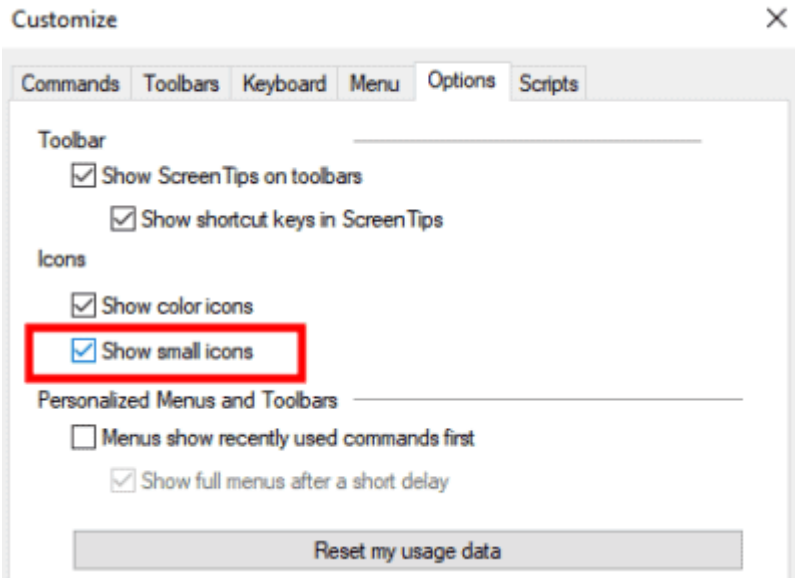 Customize
Commands Toolbars Keyboard Menu Options Scripts
Toolbar
Show ScreenTips on toolbars
Show shortcut keys in ScreenTips
Icons
Show color icons
Show small icons
Personalized Menus and Toolbars
Menus show recently used commands first
Show full menus after a short delay
Reset my usage data